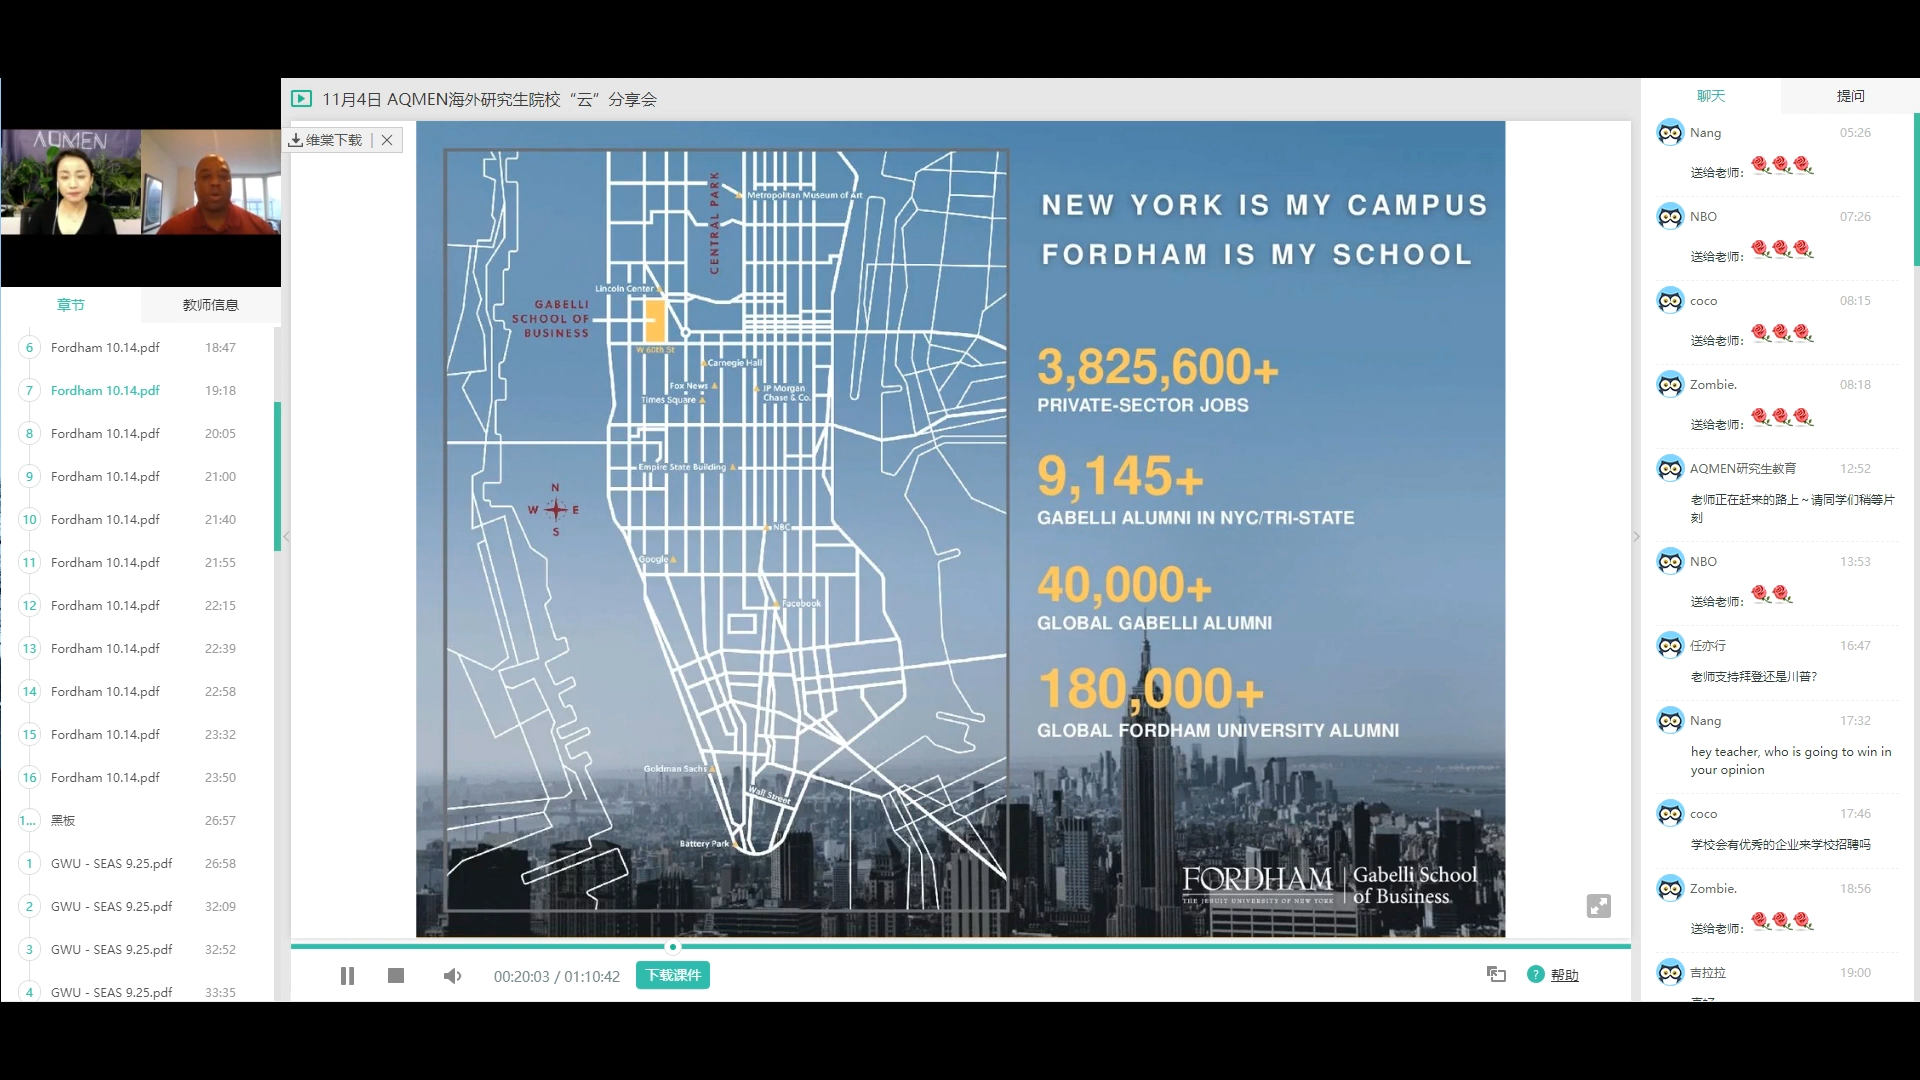 11月4日 AQMEN海外研究生院校“云”分享会
维棠下载
AQMEN
章节
教师信息
6 Fordham 10.14.pdf 18:47
7 Fordham 10.14.pdf 19:18
8 Fordham 10.14.pdf 20:05
9 Fordham 10.14.pdf 21:00
10 Fordham 10.14.pdf 21:40
11 Fordham 10.14.pdf 21:55
12 Fordham 10.14.pdf 22:15
13 Fordham 10.14.pdf 22:39
14 Fordham 10.14.pdf 22:58
15 Fordham 10.14.pdf 23:32
16 Fordham 10.14.pdf 23:50
1... 黑板 26:57
1 GWU - SEAS 9.25.pdf 26:58
2 GWU - SEAS 9.25.pdf 32:09
3 GWU - SEAS 9.25.pdf 32:52
4 GWU - SEAS 9.25.pdf 33:35
CENTRAL PARK
Metropolitan Museum of Art
Lincoln Center
GABELLI
SCHOOL OF
BUSINESS
W 60th St
Carnegie Hall
Fox News
JP Morgan
Chase & Co.
Times Square
Empire State Building
N
W E
S
NBC
Google
Facebook
Goldman Sachs
Wall Street
Battery Park
NEW YORK IS MY CAMPUS
FORDHAM IS MY SCHOOL
3,825,600+
PRIVATE-SECTOR JOBS
9,145+
GABELLI ALUMNI IN NYC/TRI-STATE
40,000+
GLOBAL GABELLI ALUMNI
180,000+
GLOBAL FORDHAM UNIVERSITY ALUMNI
FORDHAM
THE JESUIT UNIVERSITY OF NEW YORK
Gabelli School
of Business
00:20:03 / 01:10:42
下载课件
? 帮助
聊天
提问
Nang 05:26
送给老师:
NBO 07:26
送给老师:
coco 08:15
送给老师:
Zombie. 08:18
送给老师:
AQMEN研究生教育 12:52
老师正在赶来的路上~请同学们稍等片
刻
NBO 13:53
送给老师:
任亦行 16:47
老师支持拜登还是川普?
Nang 17:32
hey teacher, who is going to win in
your opinion
coco 17:46
学校会有优秀的企业来学校招聘吗
Zombie. 18:56
送给老师:
吉拉拉 19:00